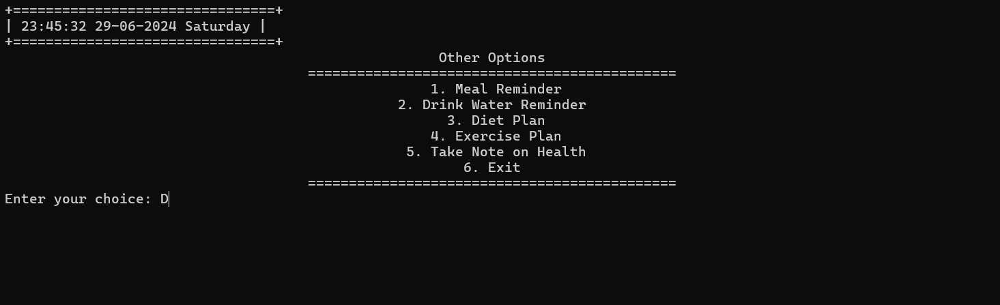 +================================+
| 23:45:32 29-06-2024 Saturday |
+================================+
Other Options
=============================================
1. Meal Reminder
2. Drink Water Reminder
3. Diet Plan
4. Exercise Plan
5. Take Note on Health
6. Exit
=============================================
Enter your choice: D